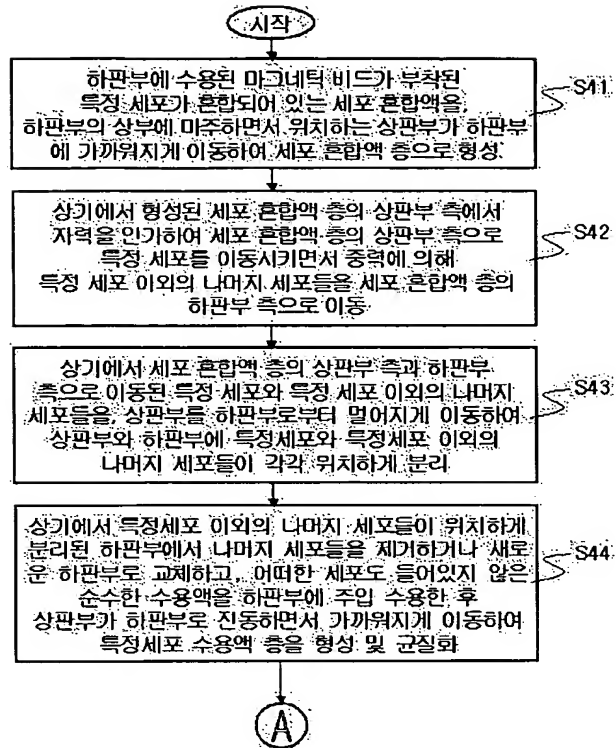 시작
하판부에 수용된 마그네틱 비드가 부착된
특정 세포가 혼합되어 있는 세포 혼합액을,
하판부의 상부에 마주하면서 위치하는 상판부가 하판부
에 가까워지게 이동하여 세포 혼합액 층으로 형성
S41
상기에서 형성된 세포 혼합액 층의 상판부 측에서
자력을 인가하여 세포 혼합액 층의 상판부 측으로
특정 세포를 이동시키면서 중력에 의해
특정 세포 이외의 나머지 세포들을 세포 혼합액 층의
하판부 측으로 이동
S42
상기에서 세포 혼합액 층의 상판부 측과 하판부
측으로 이동된 특정 세포와 특정 세포 이외의 나머지
세포들을, 상판부를 하판부로부터 멀어지게 이동하여
상판부와 하판부에 특정세포와 특정세포 이외의
나머지 세포들이 각각 위치하게 분리
S43
상기에서 특정세포 이외의 나머지 세포들이 위치하게
분리된 하판부에서 나머지 세포들을 제거하거나 새로
운 하판부로 교체하고, 어떠한 세포도 들어있지 않은
순수한 수용액을 하판부에 주입 수용한 후
상판부가 하판부로 진동하면서 가까워지게 이동하여
특정세포 수용액 층을 형성 및 균질화
S44
A